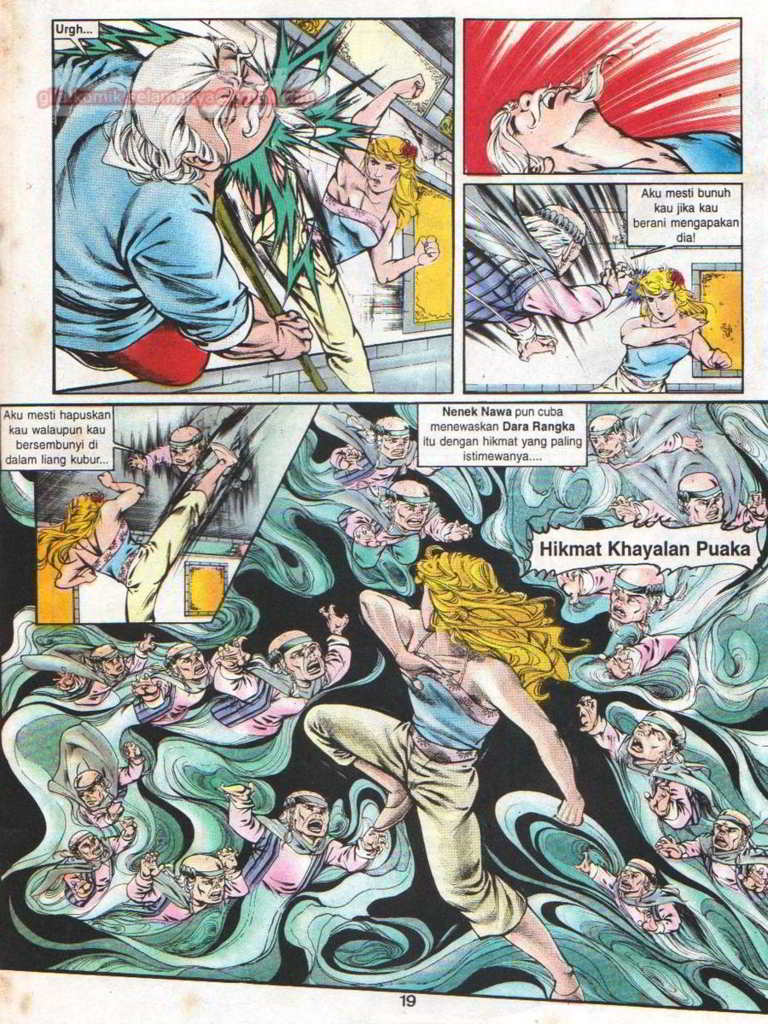 Urgh...
Aku mesti bunuh
kau jika kau
berani mengapakan
dia!
Aku mesti hapuskan
kau walaupun kau
bersembunyi di
dalam liang kubur...
Nenek Nawa pun cuba
menewaskan Dara Rangka
itu dengan hikmat yang paling
istimewanya....
Hikmat Khayalan Puaka
19